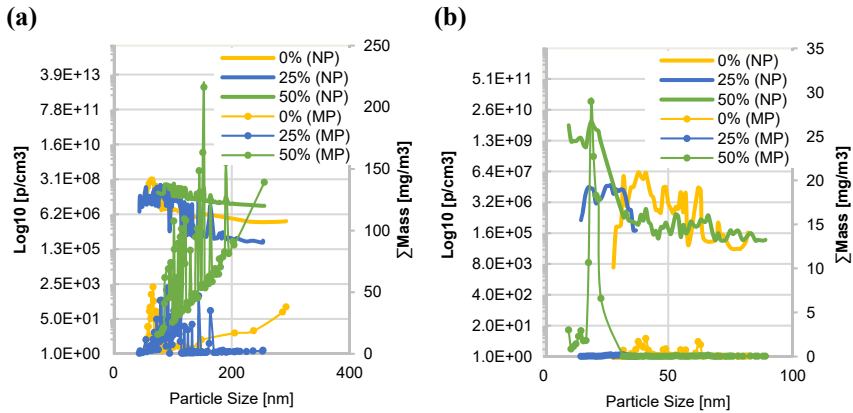 (a)
Log10 [p/cm3]
3.9E+13
7.8E+11
1.6E+10
3.1E+08
6.2E+06
1.3E+05
2.5E+03
5.0E+01
1.0E+00
0% (NP)
25% (NP)
50% (NP)
0% (MP)
25% (MP)
50% (MP)
250
200
150
100
50
0
∑Mass [mg/m3]
0
200
400
Particle Size [nm]
(b)
Log10 [p/cm3]
5.1E+11
2.6E+10
1.3E+09
6.4E+07
3.2E+06
1.6E+05
8.0E+03
4.0E+02
2.0E+01
1.0E+00
0% (NP)
25% (NP)
50% (NP)
0% (MP)
25% (MP)
50% (MP)
35
30
25
20
15
10
5
0
∑Mass [mg/m3]
0
50
100
Particle Size [nm]